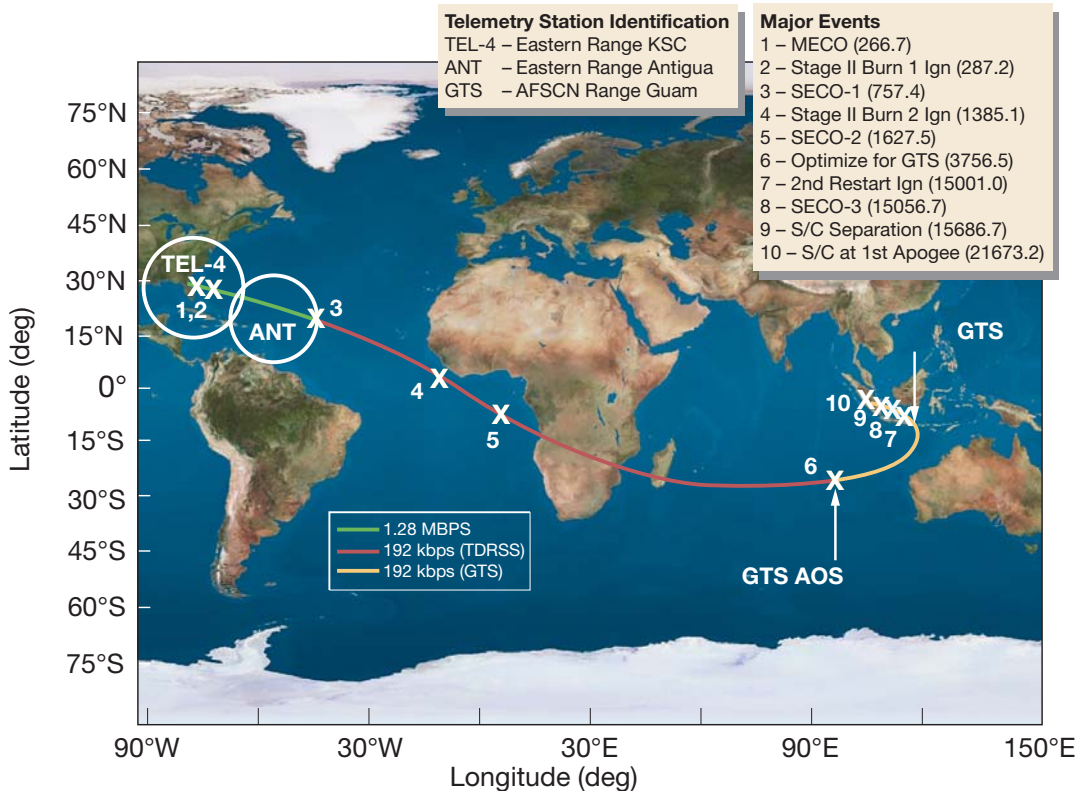 Telemetry Station Identification
TEL-4 – Eastern Range KSC
ANT – Eastern Range Antigua
GTS – AFSCN Range Guam
Major Events
1 – MECO (266.7)
2 – Stage II Burn 1 Ign (287.2)
3 – SECO-1 (757.4)
4 – Stage II Burn 2 Ign (1385.1)
5 – SECO-2 (1627.5)
6 – Optimize for GTS (3756.5)
7 – 2nd Restart Ign (15001.0)
8 – SECO-3 (15056.7)
9 – S/C Separation (15686.7)
10 – S/C at 1st Apogee (21673.2)
Latitude (deg)
75°N
60°N
45°N
30°N
15°N
0°
15°S
30°S
45°S
60°S
75°S
TEL-4
1,2
ANT
3
4
5
6
GTS
10
9
8
7
GTS AOS
1.28 MBPS
192 kbps (TDRSS)
192 kbps (GTS)
90°W
30°W
30°E
90°E
150°E
Longitude (deg)